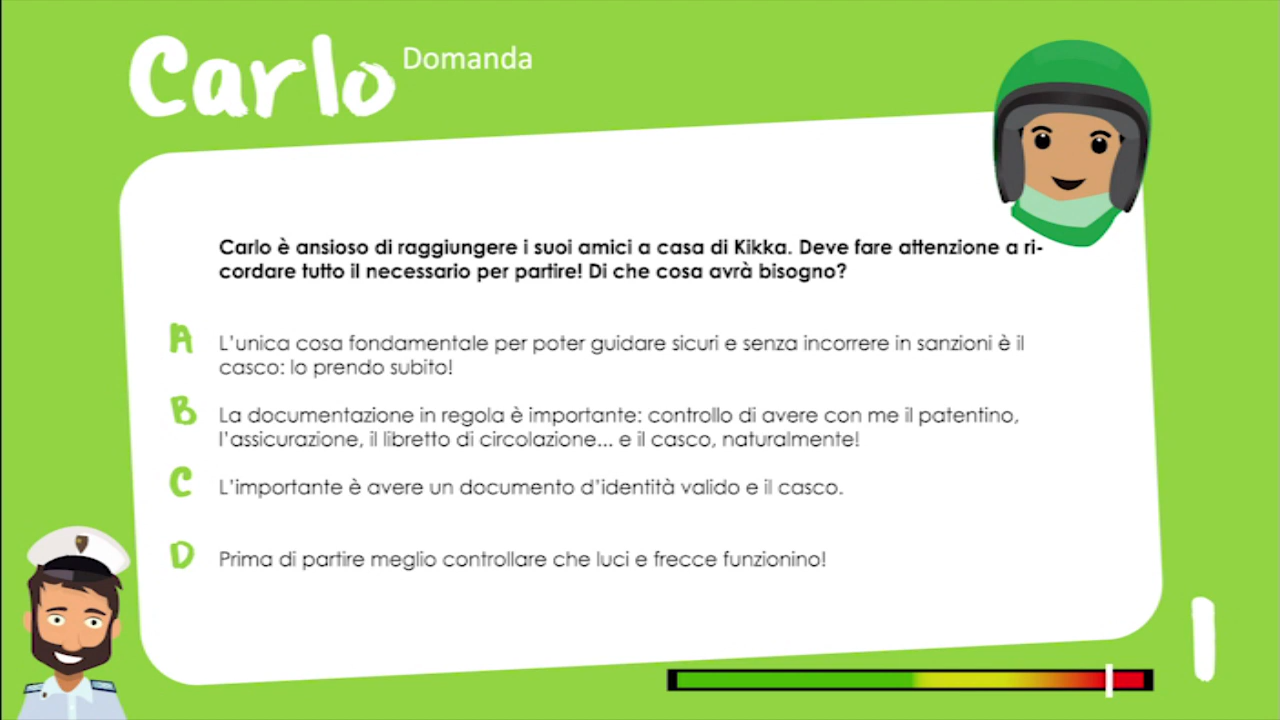 Carlo Domanda
Carlo è ansioso di raggiungere i suoi amici a casa di Kikka. Deve fare attenzione a ri-
cordare tutto il necessario per partire! Di che cosa avrà bisogno?
A L'unica cosa fondamentale per poter guidare sicuri e senza incorrere in sanzioni è il
casco: lo prendo subito!
B La documentazione in regola è importante: controllo di avere con me il patentino,
l'assicurazione, il libretto di circolazione... e il casco, naturalmente!
C L'importante è avere un documento d'identità valido e il casco.
D Prima di partire meglio controllare che luci e frecce funzionino!
1